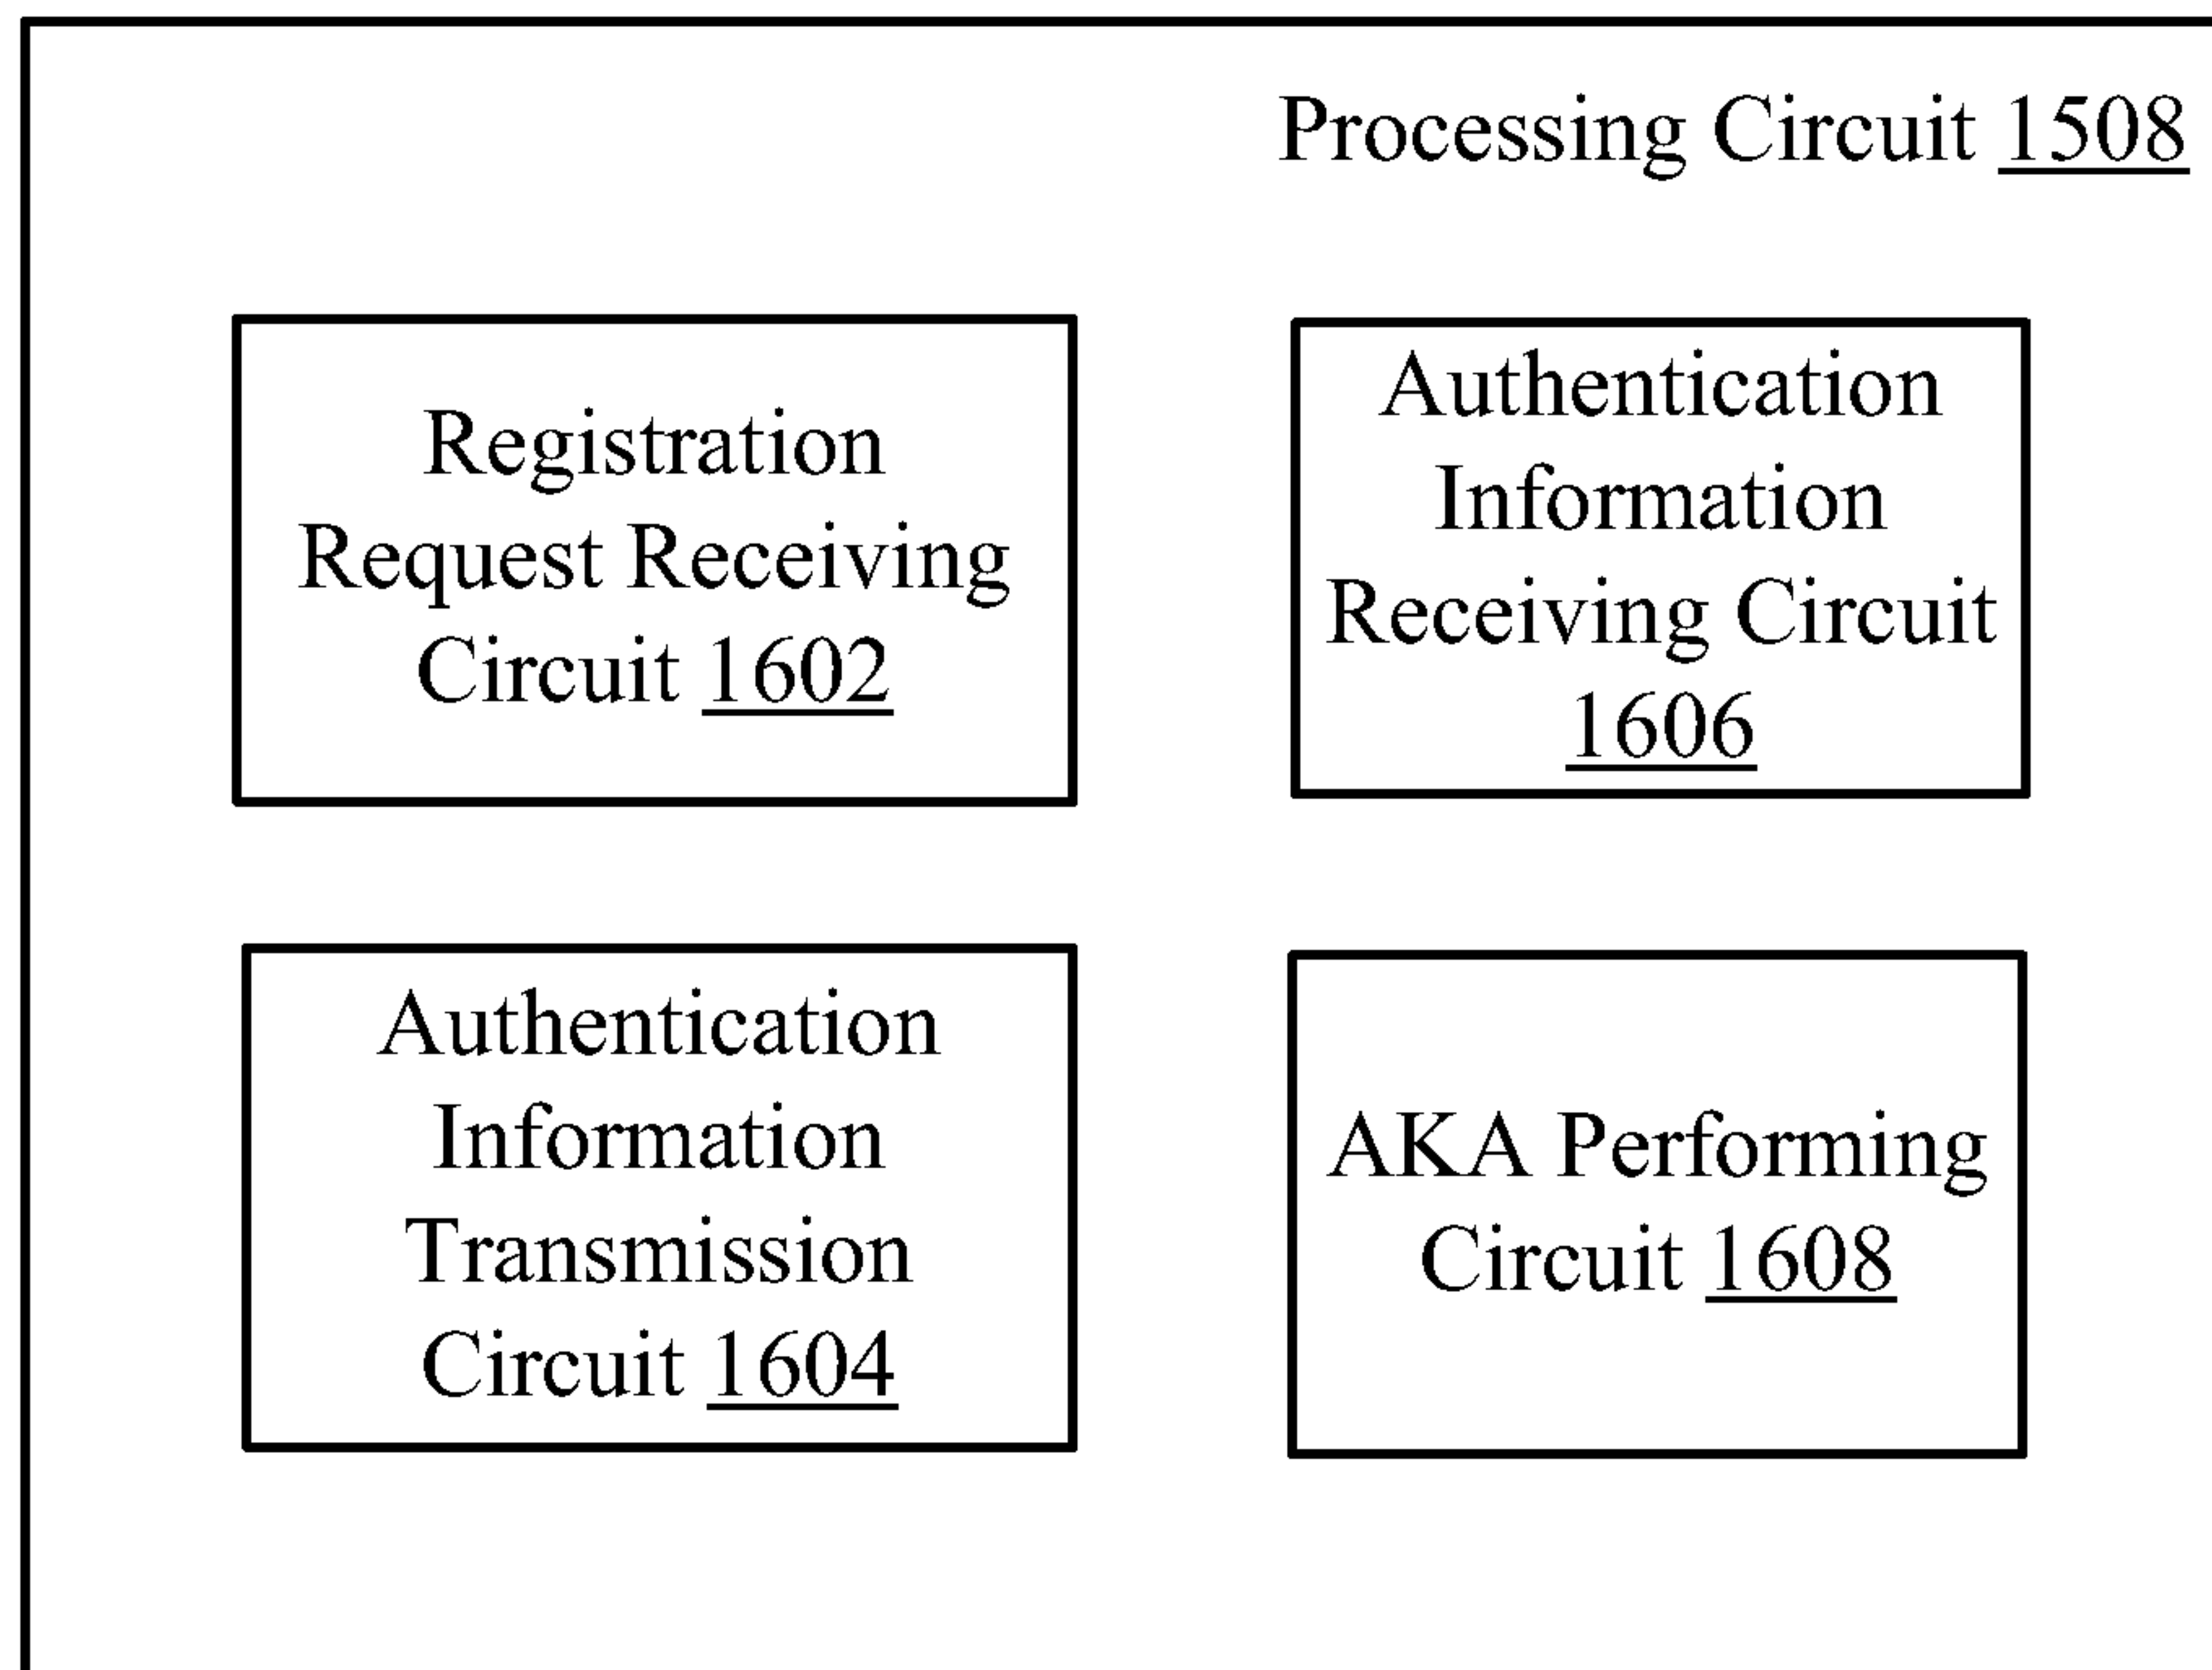 Processing Circuit 1508
Registration
Request Receiving
Circuit 1602
Authentication
Information
Receiving Circuit
1606
Authentication
Information
Transmission
Circuit 1604
AKA Performing
Circuit 1608